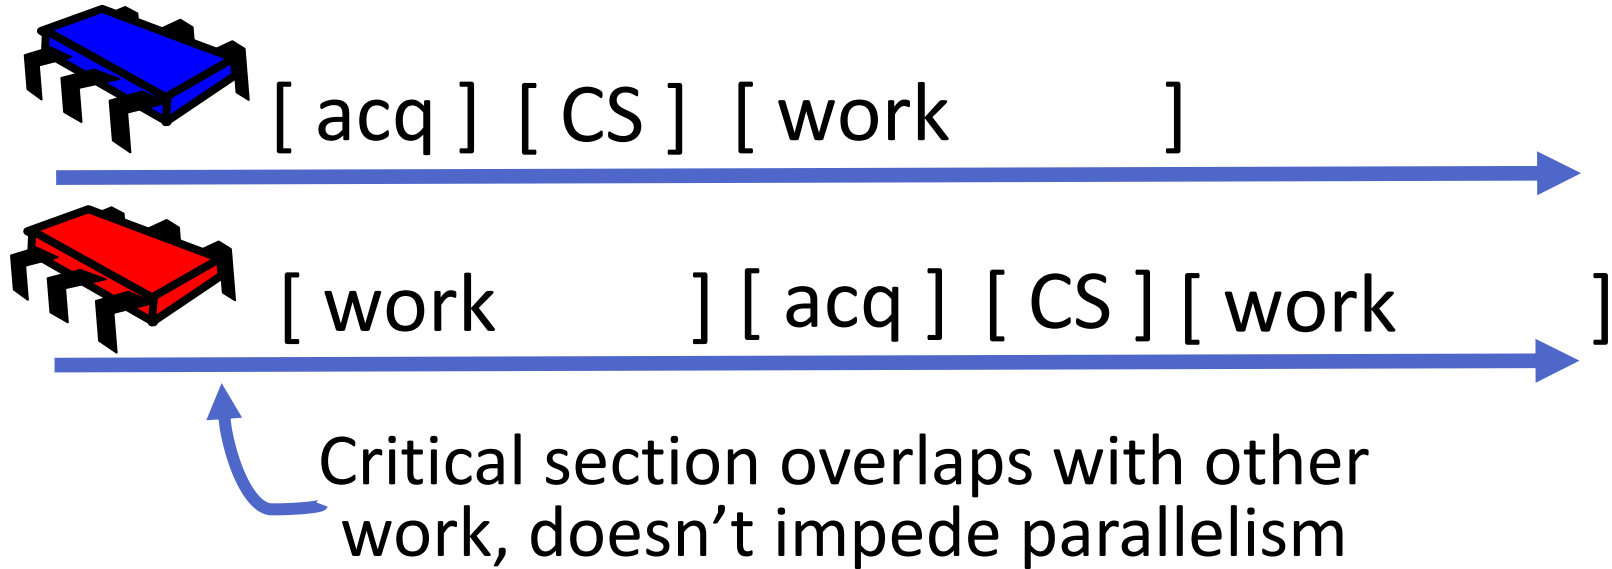 [ acq ] [ CS ] [ work ]
[ work ] [ acq ] [ CS ] [ work ]
Critical section overlaps with other
work, doesn’t impede parallelism